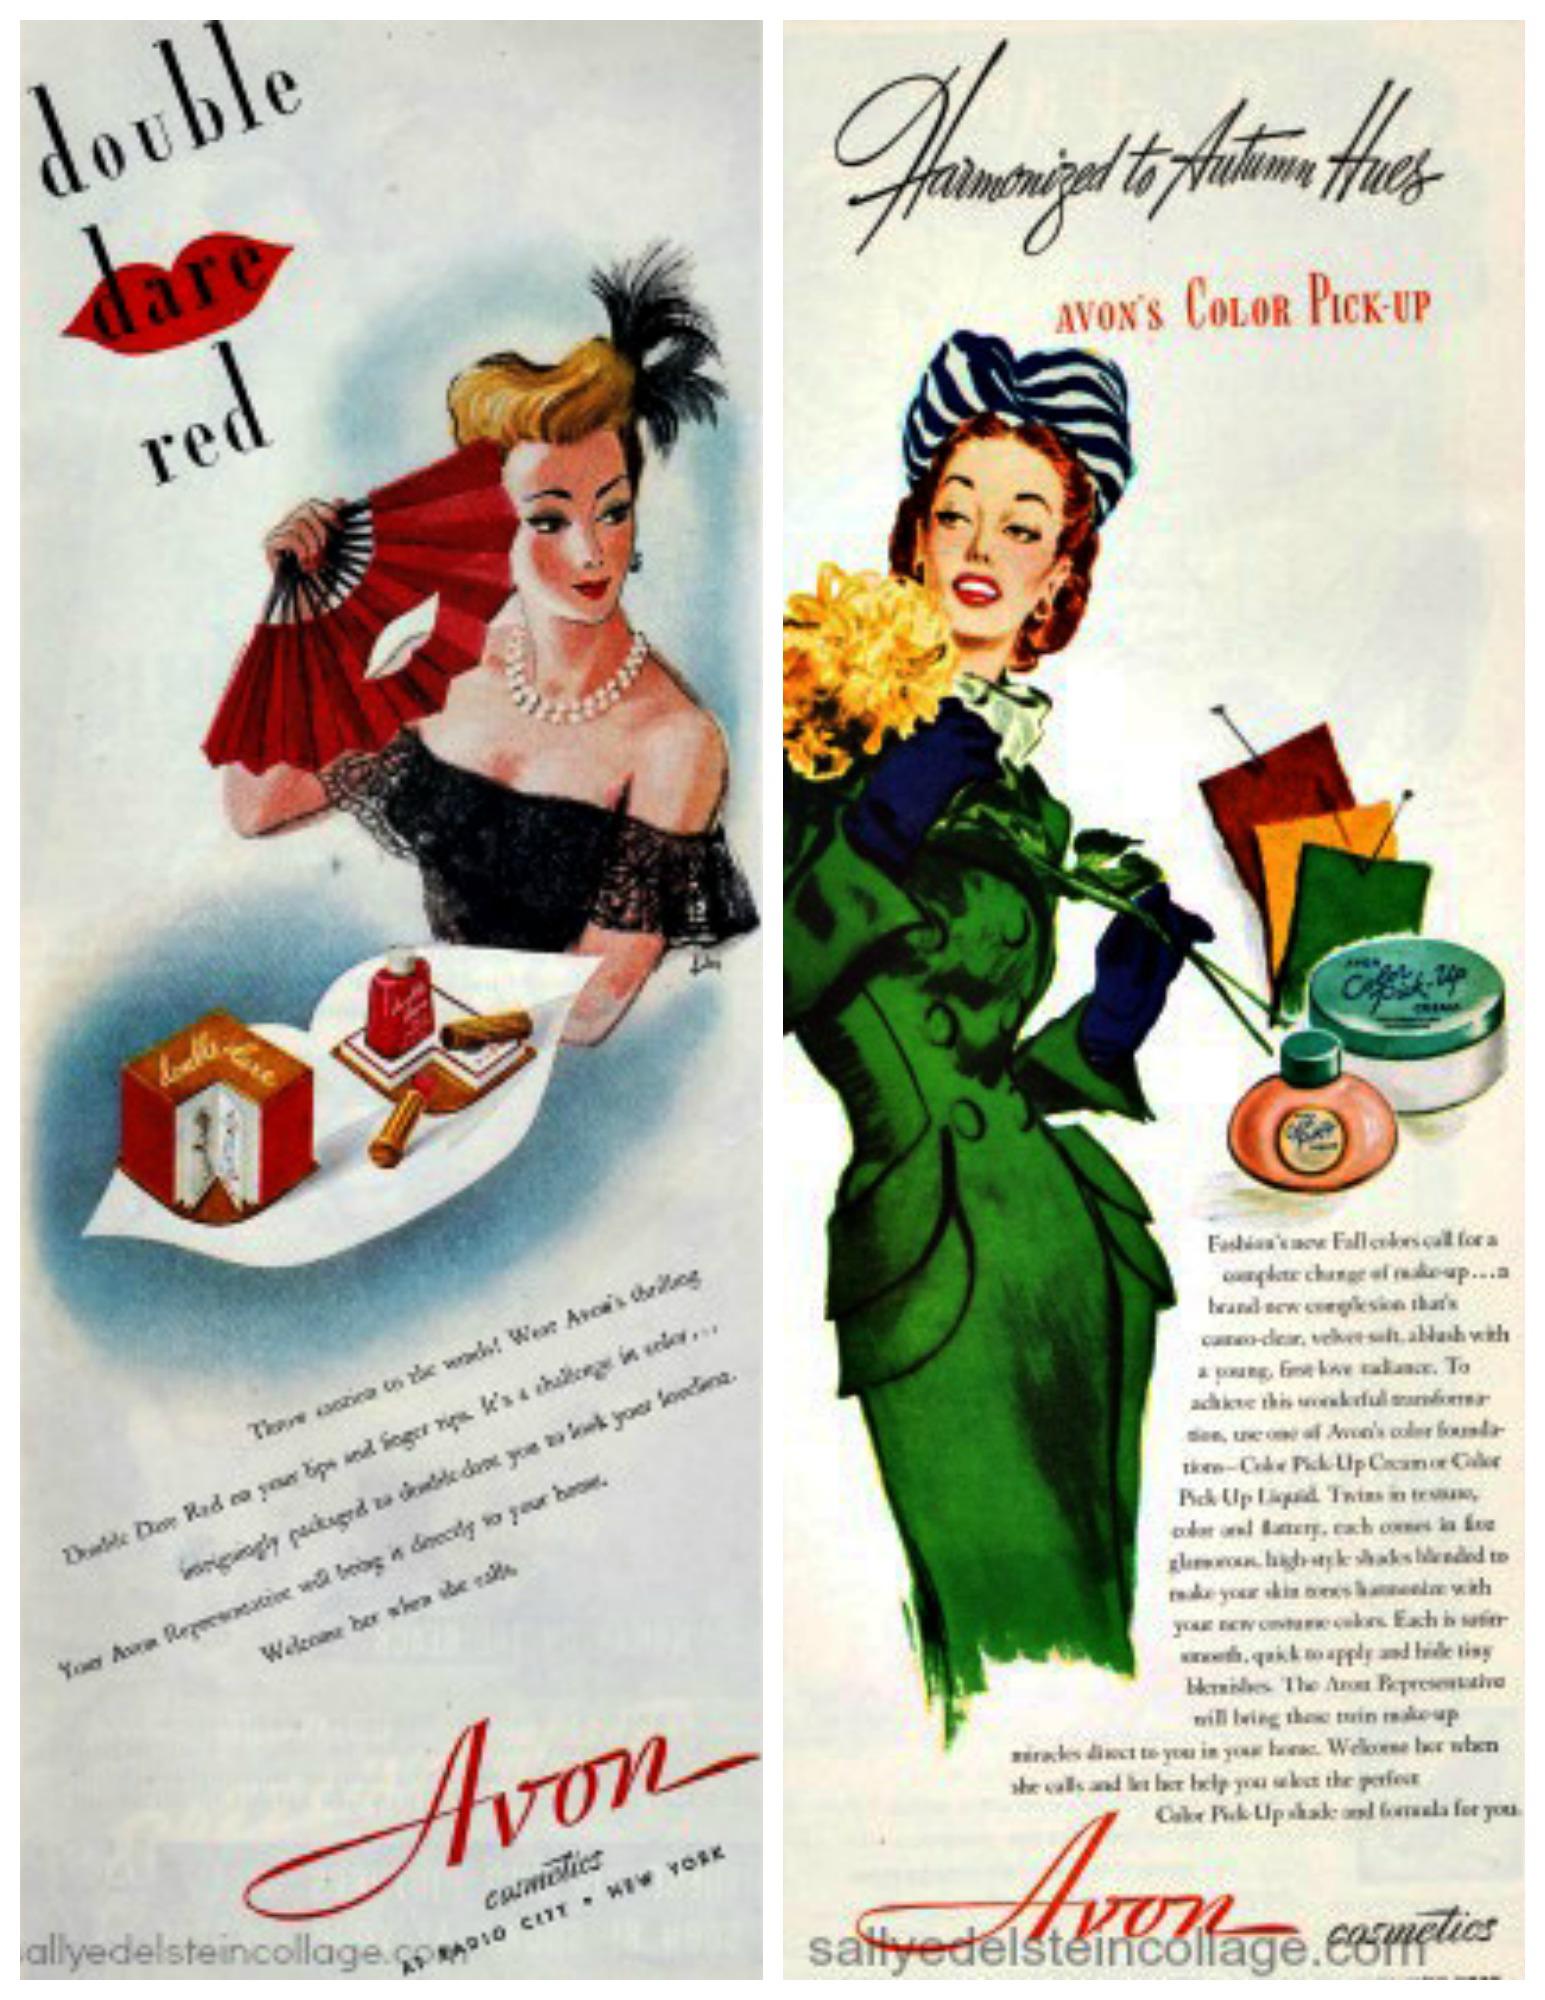 double
dare
red
double-dare
Throw caution to the winds! Wear Avon's thrilling
Double Dare Red on your lips and finger tips. It's a challenge in color...
intriguingly packaged to double-dare you to look your loveliest.
Your Avon Representative will bring it directly to your home.
Welcome her when she calls.
Avon
cosmetics
AT RADIO CITY • NEW YORK
sallyedelsteincollage.com
Harmonized to Autumn Hues
AVON'S COLOR PICK-UP
AVON
Color
Pick-Up
CREAM
Fashion's new Fall colors call for a
complete change of make-up...a
brand-new complexion that's
cameo-clear, velvet-soft, ablush with
a young, first-love radiance. To
achieve this wonderful transforma-
tion, use one of Avon's color founda-
tions—Color Pick-Up Cream or Color
Pick-Up Liquid. Twins in texture,
color and flattery, each comes in five
glamorous, high-style shades blended to
make your skin tones harmonize with
your new costume colors. Each is satin-
smooth, quick to apply and hide tiny
blemishes. The Avon Representative
will bring these twin make-up
miracles direct to you in your home. Welcome her when
she calls and let her help you select the perfect
Color Pick-Up shade and formula for you.
Avon cosmetics
sallyedelsteincollage.com